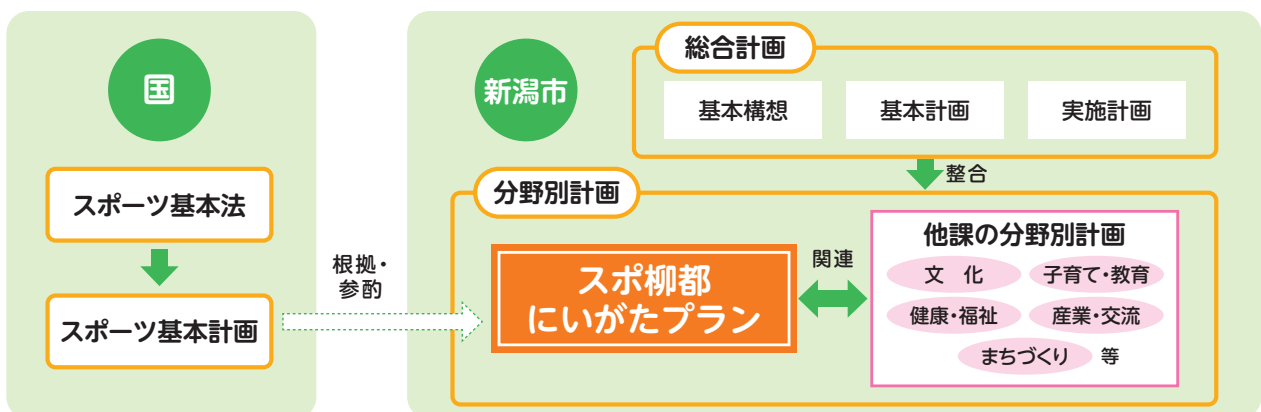 国
スポーツ基本法
スポーツ基本計画
根拠・
参酌
新潟市
総合計画
基本構想
基本計画
実施計画
整合
分野別計画
スポ柳都
にいがたプラン
関連
他課の分野別計画
文 化
子育て・教育
健康・福祉
産業・交流
まちづくり 等